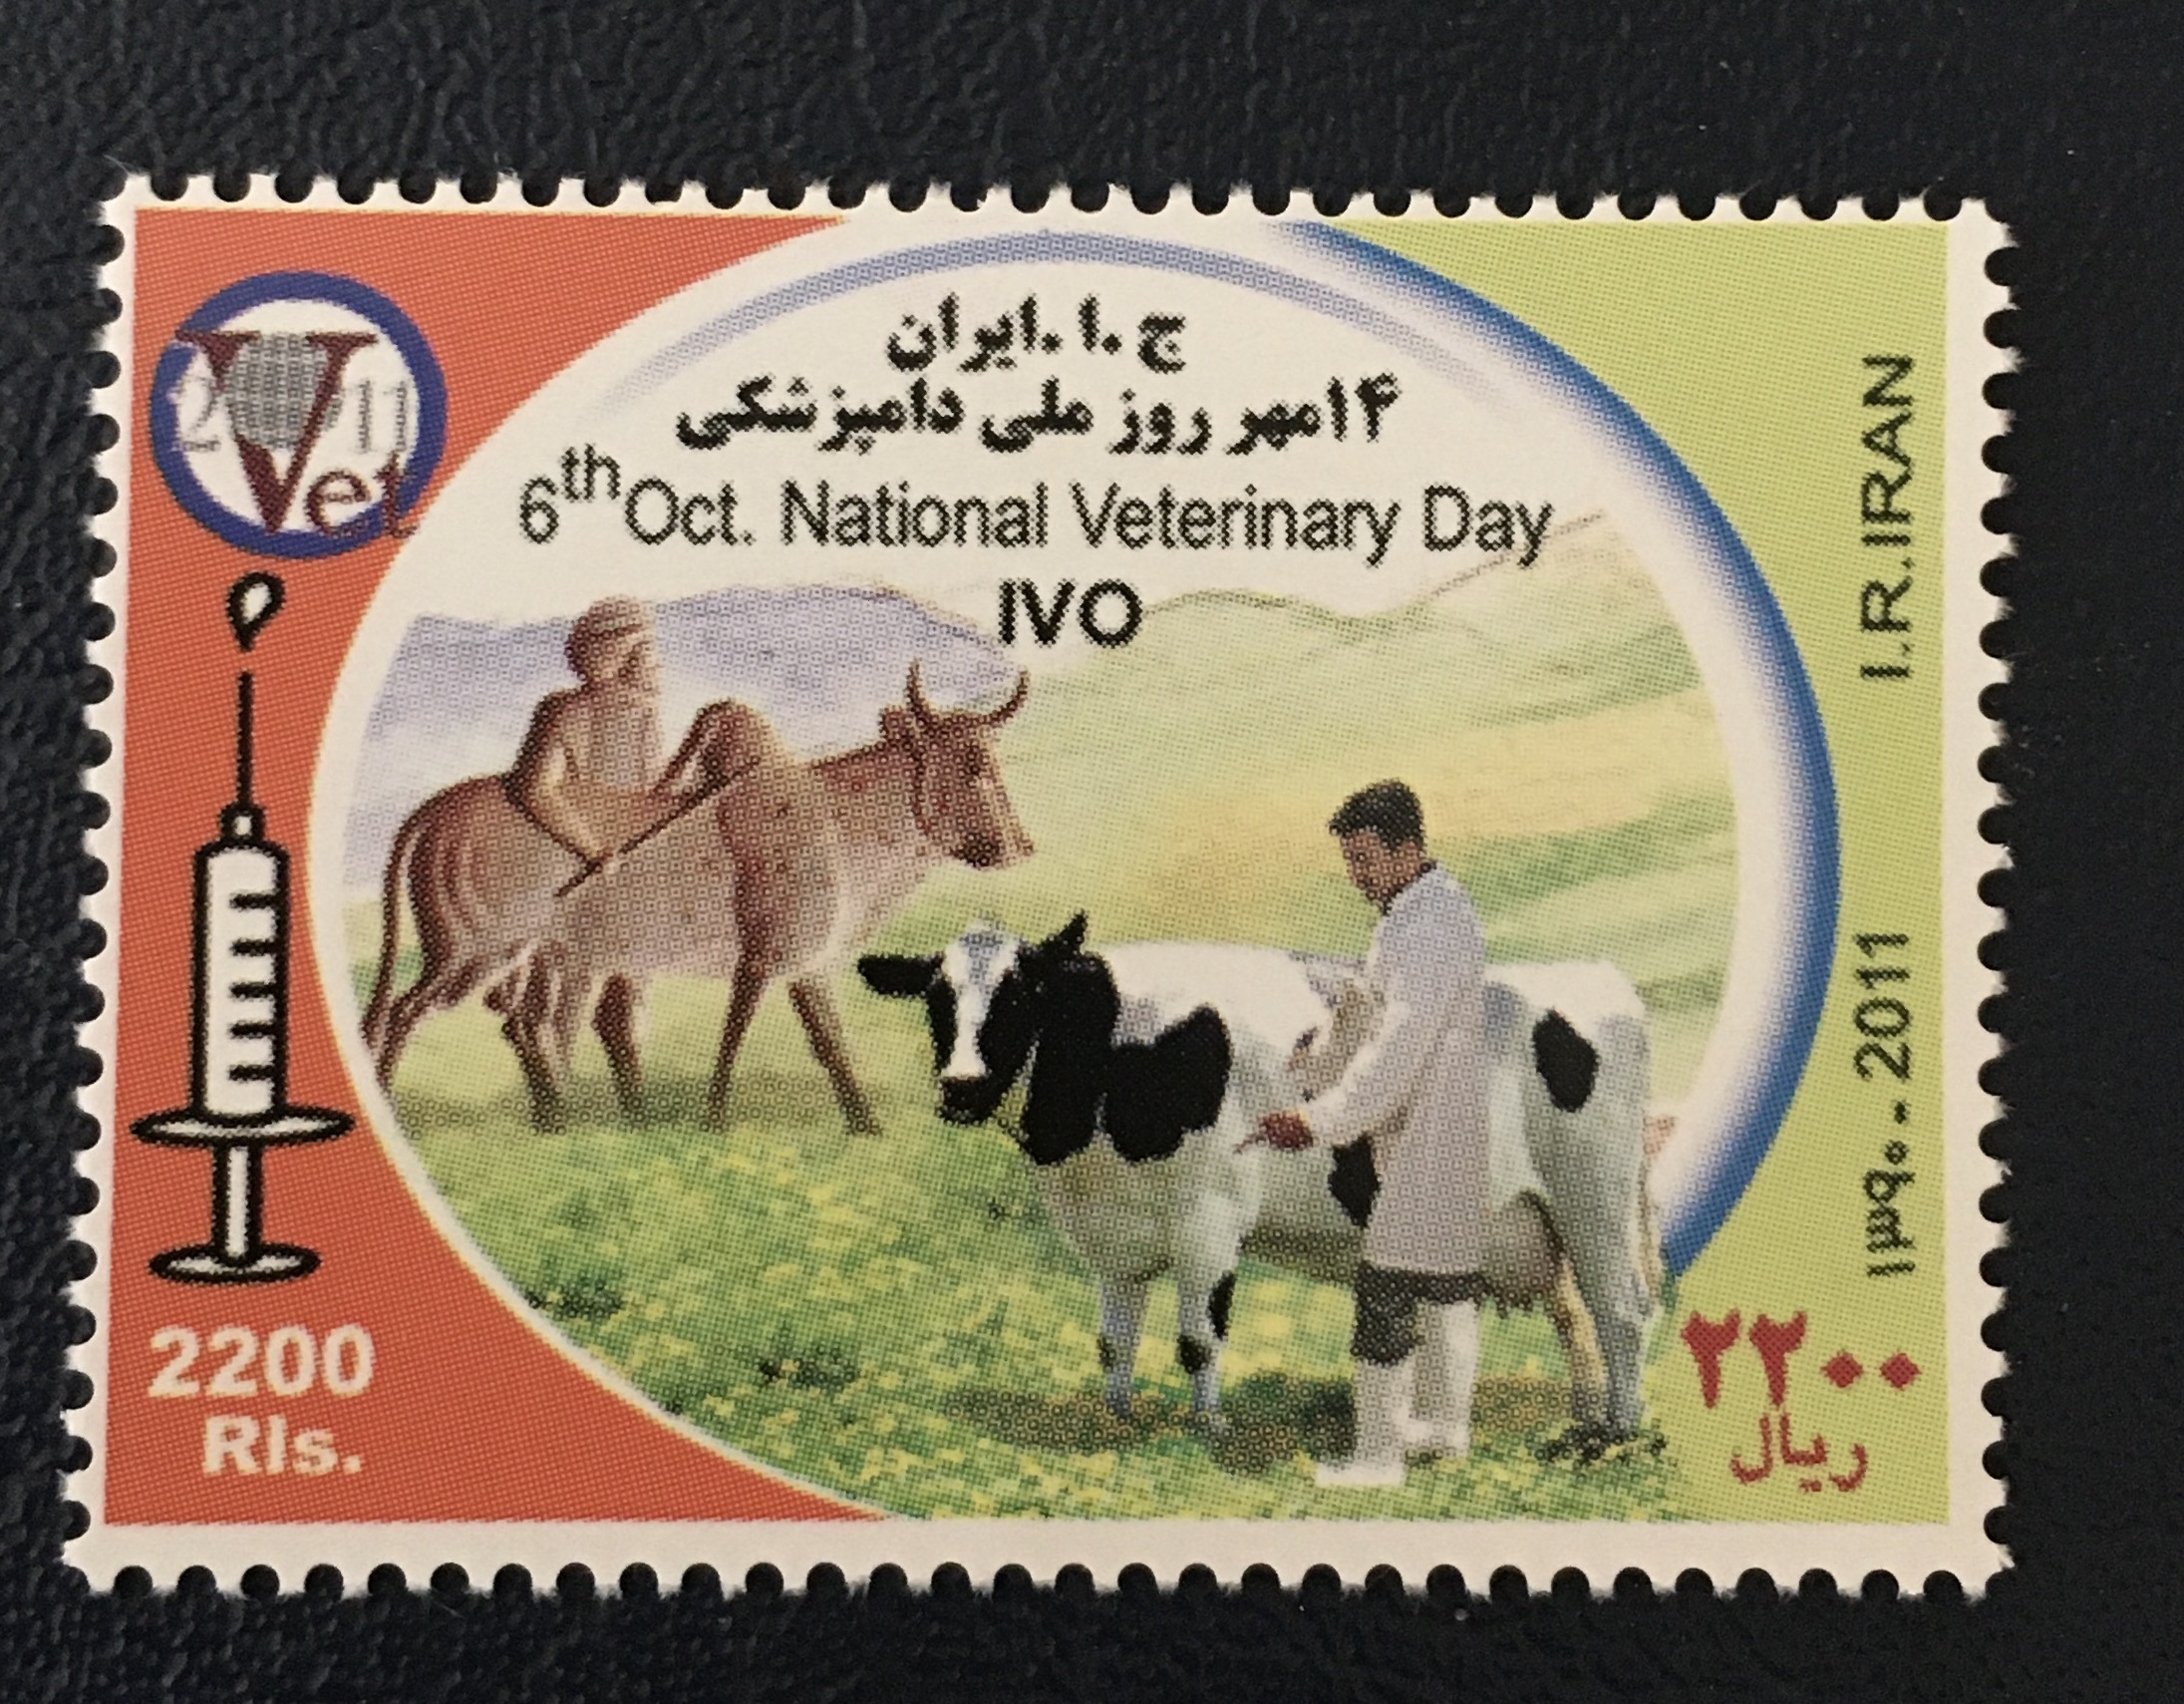 ج.ا.ایران
۱۴مهر روز ملی دامپزشکی
6th Oct. National Veterinary Day
IVO
2011
Vet
2200
Rls.
I.R.IRAN
۱۳۹۰ - 2011
۲۲۰۰
ریال